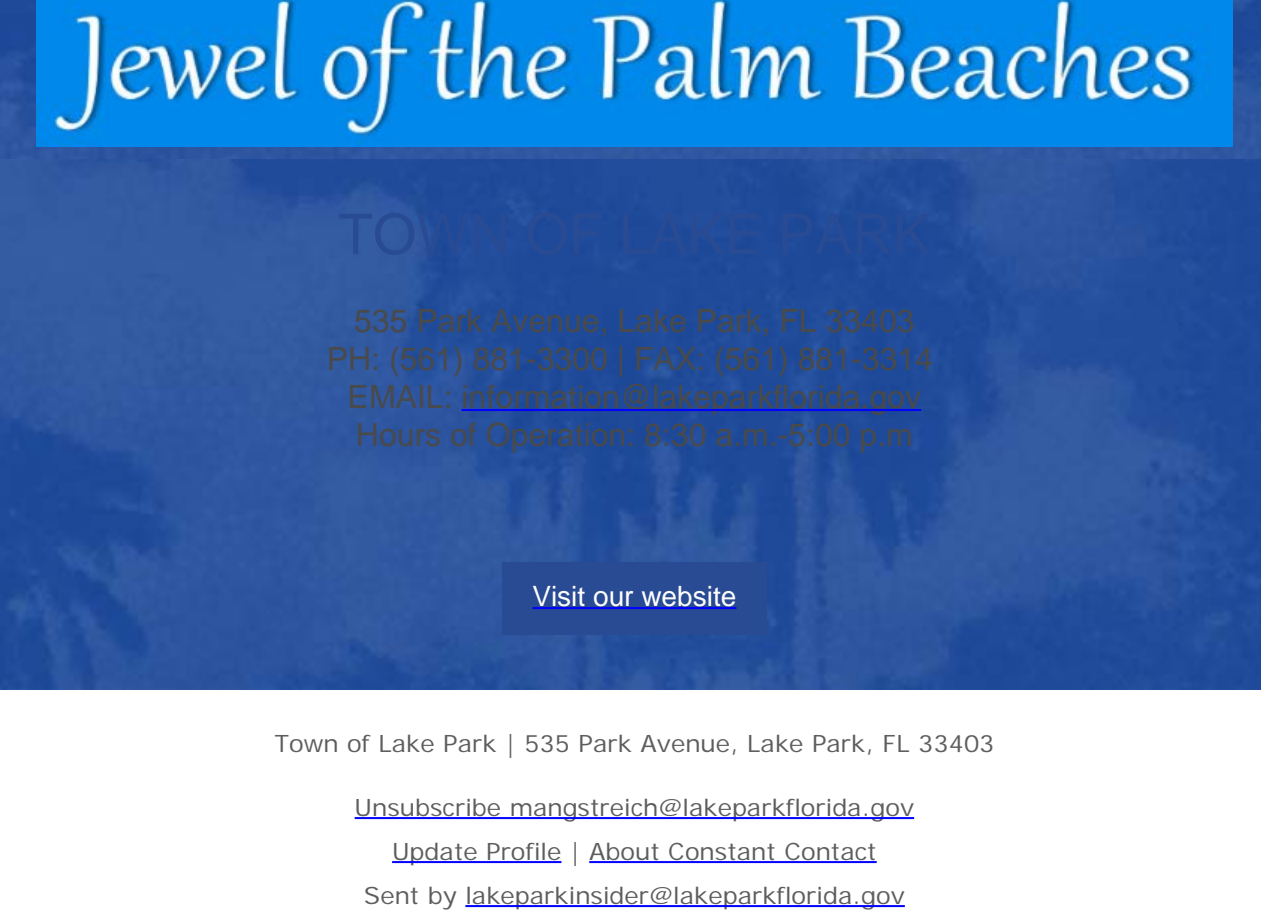 Jewel of the Palm Beaches
TOWN OF LAKE PARK
535 Park Avenue, Lake Park, FL 33403
PH: (561) 881-3300 | FAX: (561) 881-3314
EMAIL: information@lakeparkflorida.gov
Hours of Operation: 8:30 a.m.-5:00 p.m
Visit our website
Town of Lake Park | 535 Park Avenue, Lake Park, FL 33403
Unsubscribe mangstreich@lakeparkflorida.gov
Update Profile | About Constant Contact
Sent by lakeparkinsider@lakeparkflorida.gov